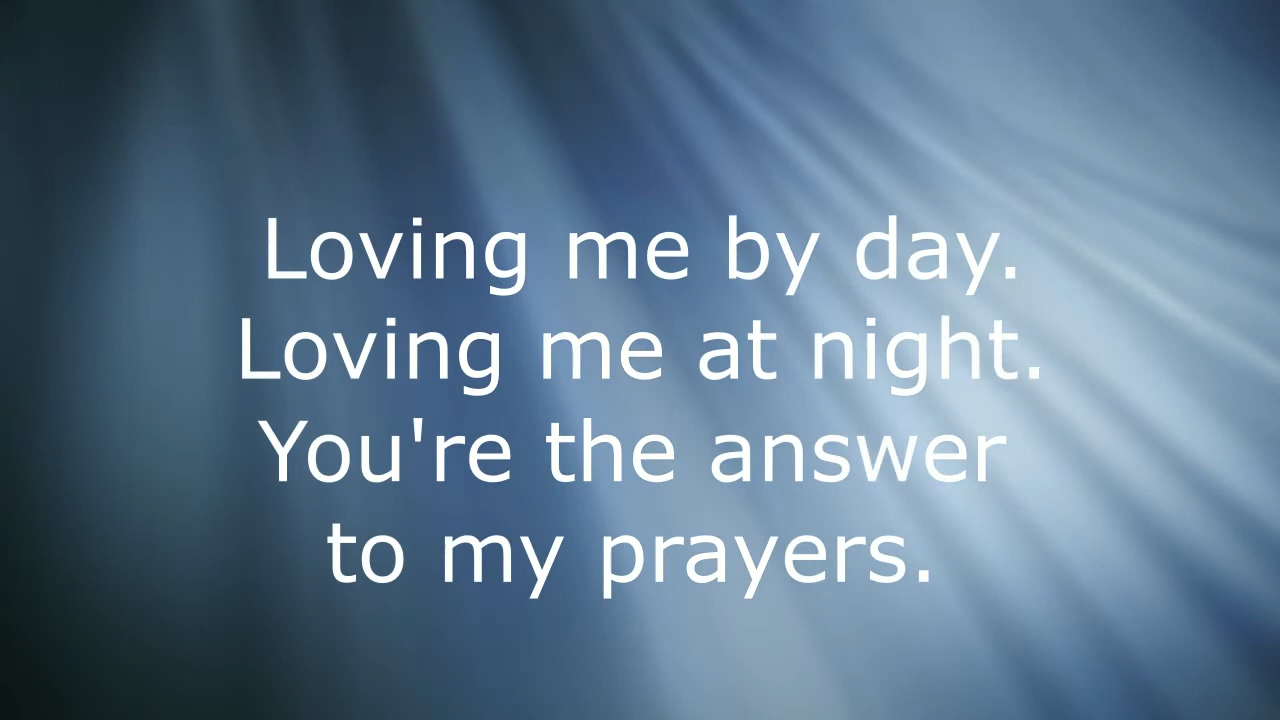 Loving me by day.
Loving me at night.
You're the answer
to my prayers.